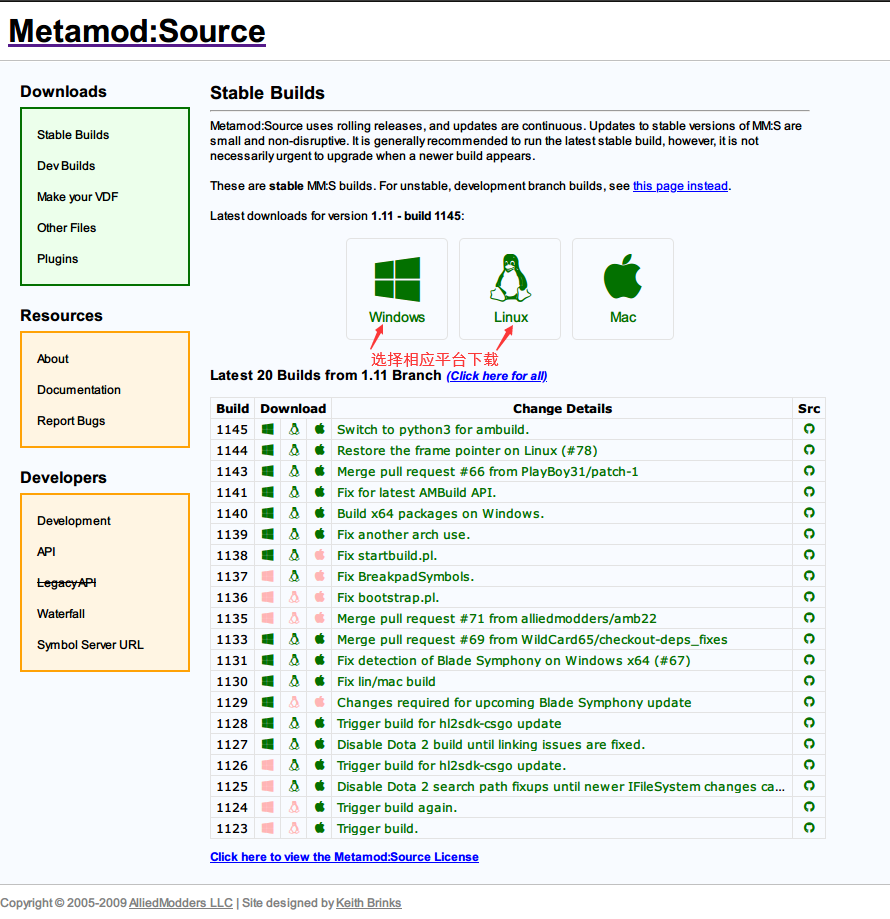 Metamod:Source
Downloads
Stable Builds
Dev Builds
Make your VDF
Other Files
Plugins
Resources
About
Documentation
Report Bugs
Developers
Development
API
Legacy API
Waterfall
Symbol Server URL
Stable Builds
Metamod:Source uses rolling releases, and updates are continuous. Updates to stable versions of MM:S are
small and non-disruptive. It is generally recommended to run the latest stable build, however, it is not
necessarily urgent to upgrade when a newer build appears.
These are stable MM:S builds. For unstable, development branch builds, see this page instead.
Latest downloads for version 1.11 - build 1145:
Windows Linux Mac
选择相应平台下载
Latest 20 Builds from 1.11 Branch (Click here for all)
Build Download Change Details Src
1145 Switch to python3 for ambuild.
1144 Restore the frame pointer on Linux (#78)
1143 Merge pull request #66 from PlayBoy31/patch-1
1141 Fix for latest AMBuild API.
1140 Build x64 packages on Windows.
1139 Fix another arch use.
1138 Fix startbuild.pl.
1137 Fix BreakpadSymbols.
1136 Fix bootstrap.pl.
1135 Merge pull request #71 from alliedmodders/amb22
1133 Merge pull request #69 from WildCard65/checkout-deps_fixes
1131 Fix detection of Blade Symphony on Windows x64 (#67)
1130 Fix lin/mac build
1129 Changes required for upcoming Blade Symphony update
1128 Trigger build for hl2sdk-csgo update
1127 Disable Dota 2 build until linking issues are fixed.
1126 Trigger build for hl2sdk-csgo update.
1125 Disable Dota 2 search path fixups until newer IFileSystem changes ca...
1124 Trigger build again.
1123 Trigger build.
Click here to view the Metamod:Source License
Copyright © 2005-2009 AlliedModders LLC | Site designed by Keith Brinks